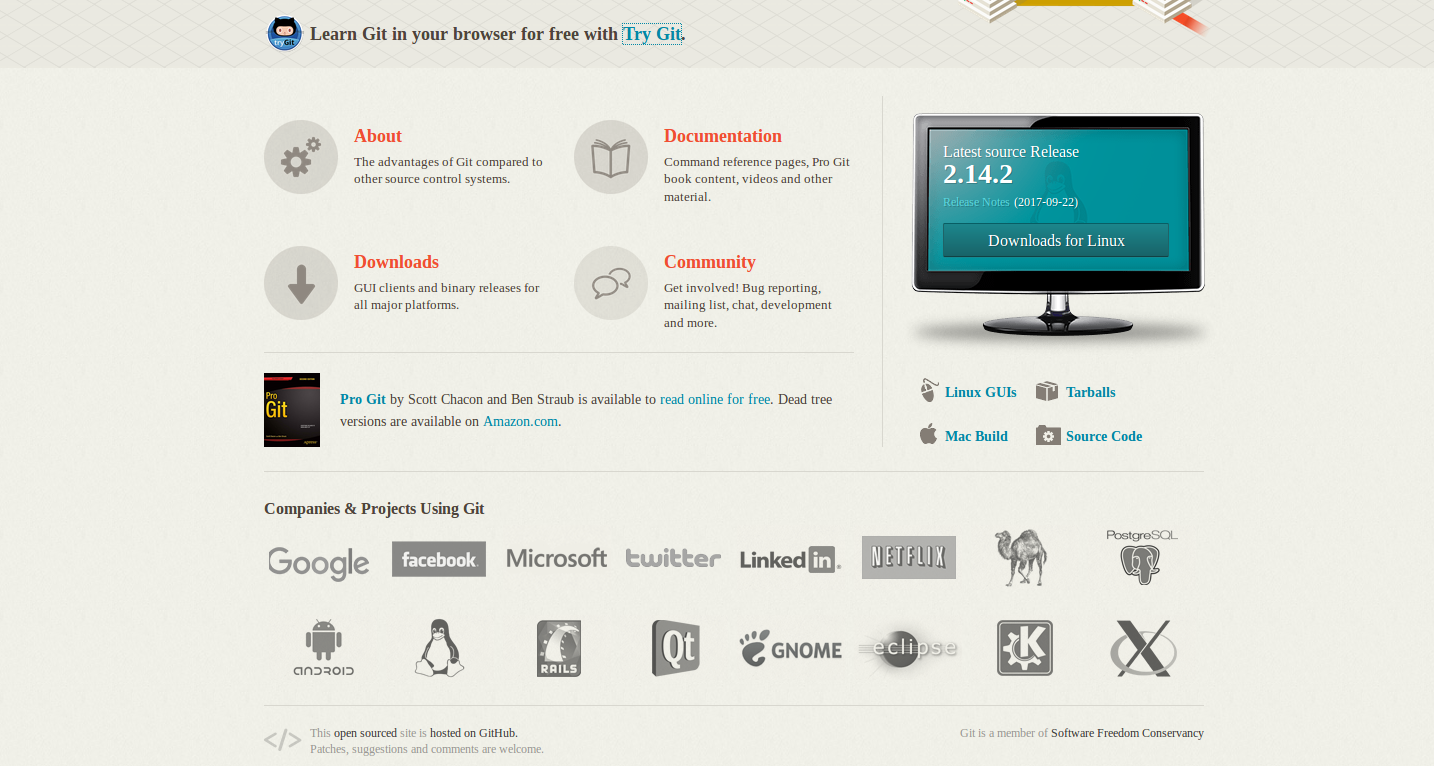 Learn Git in your browser for free with Try Git.
tryGit
About
The advantages of Git compared to
other source control systems.
Documentation
Command reference pages, Pro Git
book content, videos and other
material.
Downloads
GUI clients and binary releases for
all major platforms.
Community
Get involved! Bug reporting,
mailing list, chat, development
and more.
Pro
Git
Pro Git by Scott Chacon and Ben Straub is available to read online for free. Dead tree
versions are available on Amazon.com.
Latest source Release
2.14.2
Release Notes (2017-09-22)
Downloads for Linux
Linux GUIs
Tarballs
Mac Build
Source Code
Companies & Projects Using Git
Google facebook. Microsoft twitter Linked in NETFLIX PostgreSQL
ANDROID RAILS Qt GNOME eclipse K X
This open sourced site is hosted on GitHub.
Patches, suggestions and comments are welcome.
Git is a member of Software Freedom Conservancy